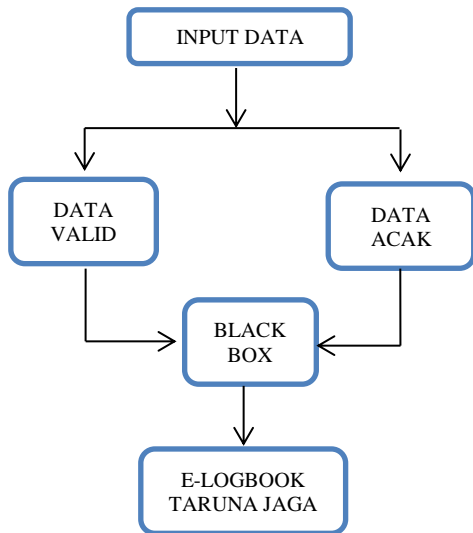 INPUT DATA
DATA
VALID
DATA
ACAK
BLACK
BOX
E-LOGBOOK
TARUNA JAGA